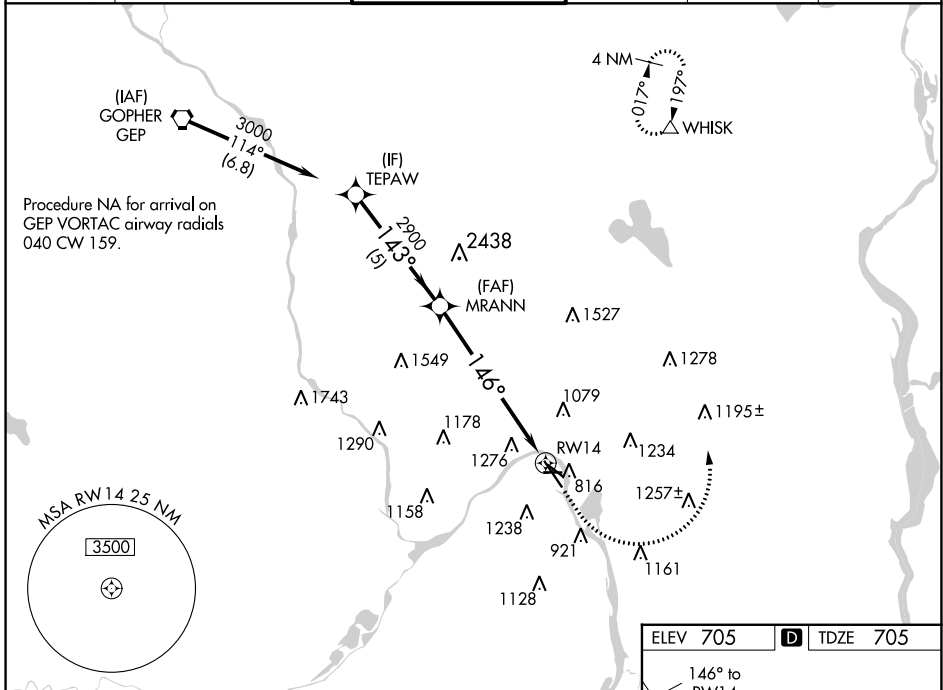 4 NM
017°
197°
WHISK
(IAF)
GOPHER
GEP
3000
114°
(6.8)
(IF)
TEPAW
Procedure NA for arrival on
GEP VORTAC airway radials
040 CW 159.
2900
143°
(5)
2438
(FAF)
MRANN
1527
1549
146°
1278
1743
1079
1195±
1290
1178
1276
RW14
1234
816
1158
1257±
1238
921
1161
1128
MSA RW14 25 NM
3500
ELEV 705 D TDZE 705
146° to
RW14